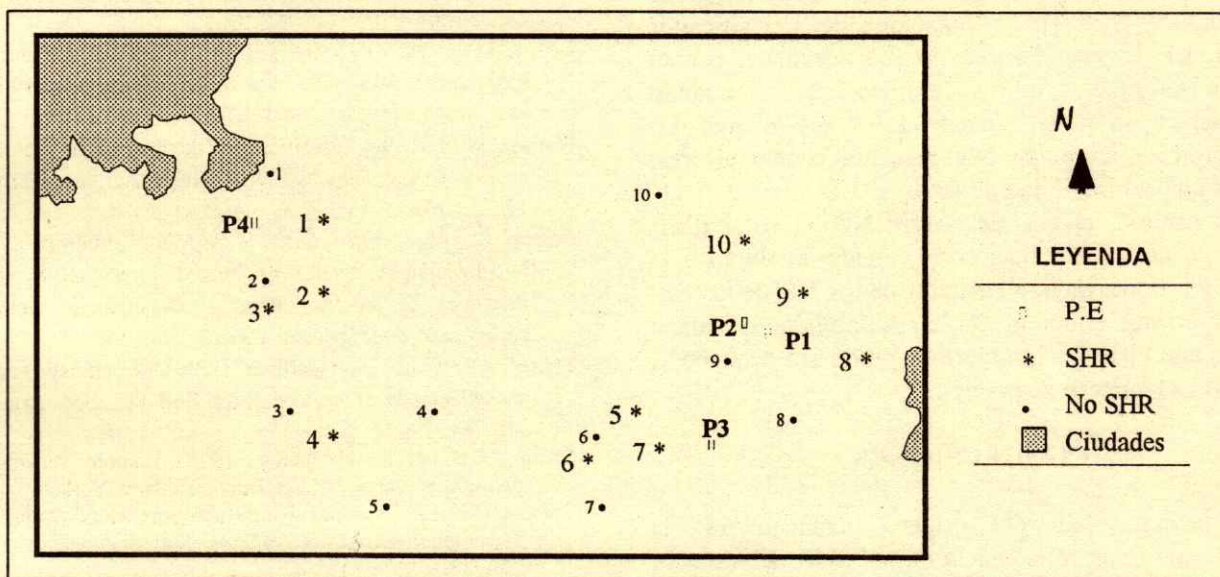 •1
P4 1 *
10 •
10 *
N
LEYENDA
P.E
* SHR
• No SHR
Ciudades
2 •
2 *
3 *
9 *
P2 P1
9 •
8 *
3 •
4 •
5 *
8 •
4 *
6 •
P3
6 *
7 *
5 •
7 •